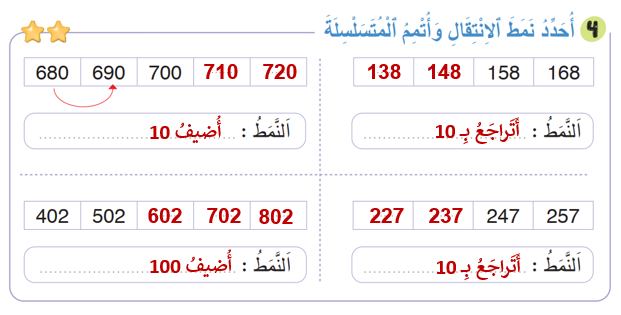 4 أُحَدِّدُ نَمَطَ ٱلِانْتِقَالِ وَأُتْمِمُ ٱلْمُتَسَلْسِلَةَ
680 690 700 710 720
138 148 158 168
اَلنَّمَطُ : أُضيفُ 10
اَلنَّمَطُ : أَتَراجَعُ بِـ 10
402 502 602 702 802
227 237 247 257
اَلنَّمَطُ : أُضيفُ 100
اَلنَّمَطُ : أَتَراجَعُ بِـ 10